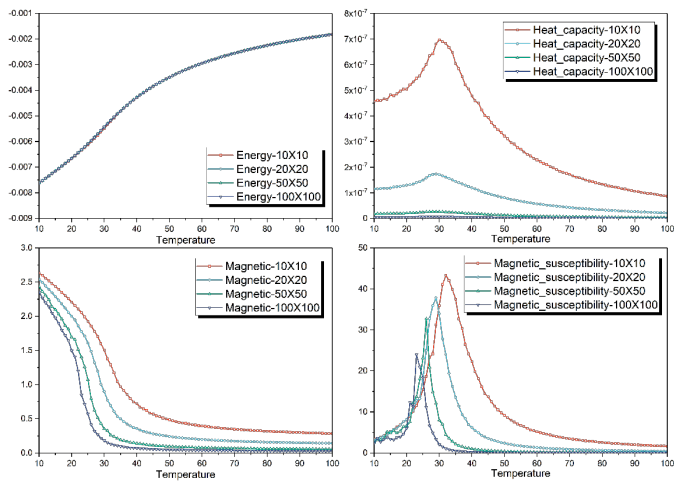 -0.001
-0.002
-0.003
-0.004
-0.005
-0.006
-0.007
-0.008
-0.009
Energy-10X10
Energy-20X20
Energy-50X50
Energy-100X100
10 20 30 40 50 60 70 80 90 100
Temperature
8x10-7
7x10-7
6x10-7
5x10-7
4x10-7
3x10-7
2x10-7
1x10-7
0
Heat_capacity-10X10
Heat_capacity-20X20
Heat_capacity-50X50
Heat_capacity-100X100
10 20 30 40 50 60 70 80 90 100
Temperature
3.0
2.5
2.0
1.5
1.0
0.5
0.0
Magnetic-10X10
Magnetic-20X20
Magnetic-50X50
Magnetic-100X100
10 20 30 40 50 60 70 80 90 100
Temperature
50
40
30
20
10
0
Magnetic_susceptibility-10X10
Magnetic_susceptibility-20X20
Magnetic_susceptibility-50X50
Magnetic_susceptibility-100X100
10 20 30 40 50 60 70 80 90 100
Temperature